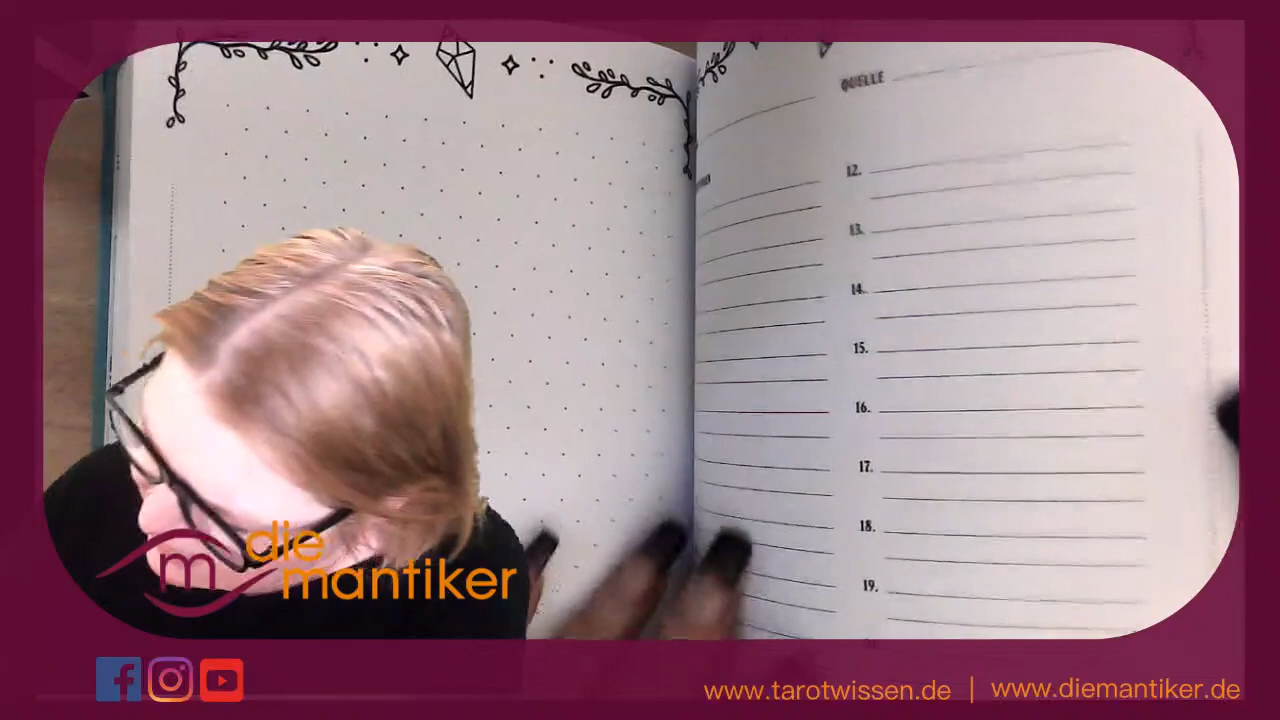 QUELLE
12.
13.
14.
15.
16.
17.
18.
19.
m
die
mantiker
www.tarotwissen.de | www.diemantiker.de